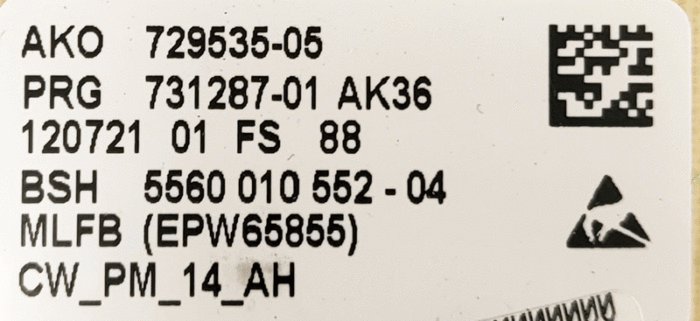 AKO 729535-05
PRG 731287-01 AK36
120721 01 FS 88
BSH 5560 010 552 - 04
MLFB (EPW65855)
CW_PM_14_AH